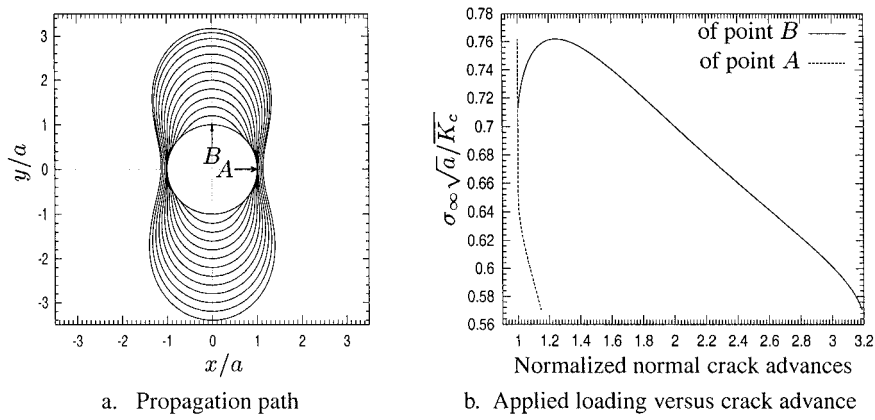 3
2
1
0
-1
-2
-3
y/a
B
A
-3 -2 -1 0 1 2 3
x/a
a. Propagation path
0.78
0.76
0.74
0.72
0.7
0.68
0.66
0.64
0.62
0.6
0.58
0.56
σ∞√a/K̅c
of point B
of point A
1 1.2 1.4 1.6 1.8 2 2.2 2.4 2.6 2.8 3 3.2
Normalized normal crack advances
b. Applied loading versus crack advance